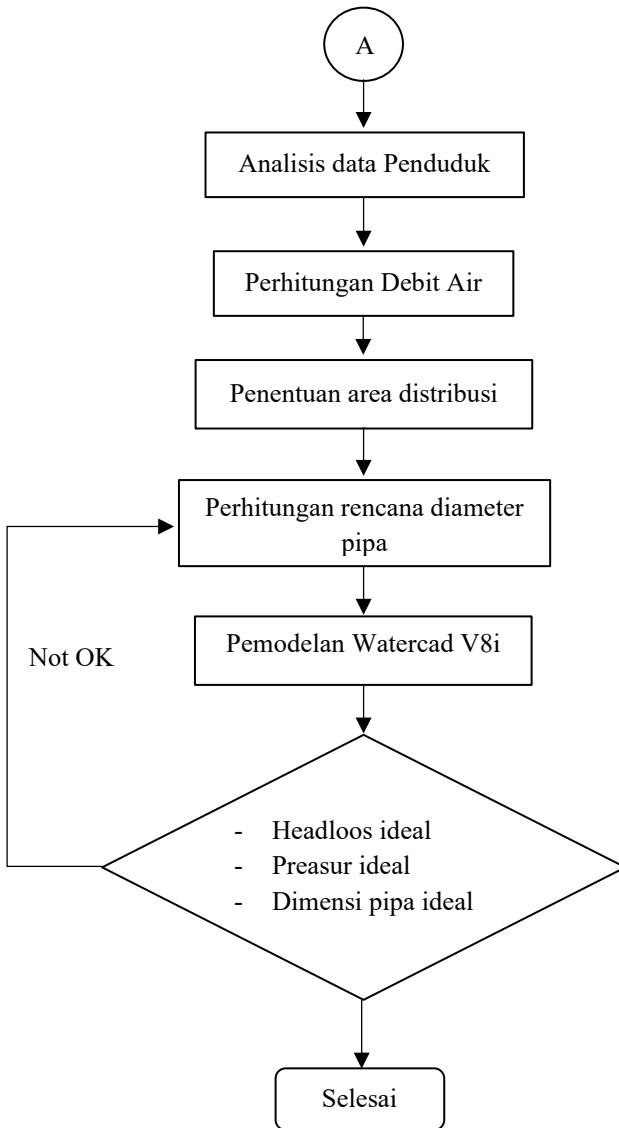 A
Analisis data Penduduk
Perhitungan Debit Air
Penentuan area distribusi
Perhitungan rencana diameter
pipa
Pemodelan Watercad V8i
Not OK
- Headloos ideal
- Preasur ideal
- Dimensi pipa ideal
Selesai